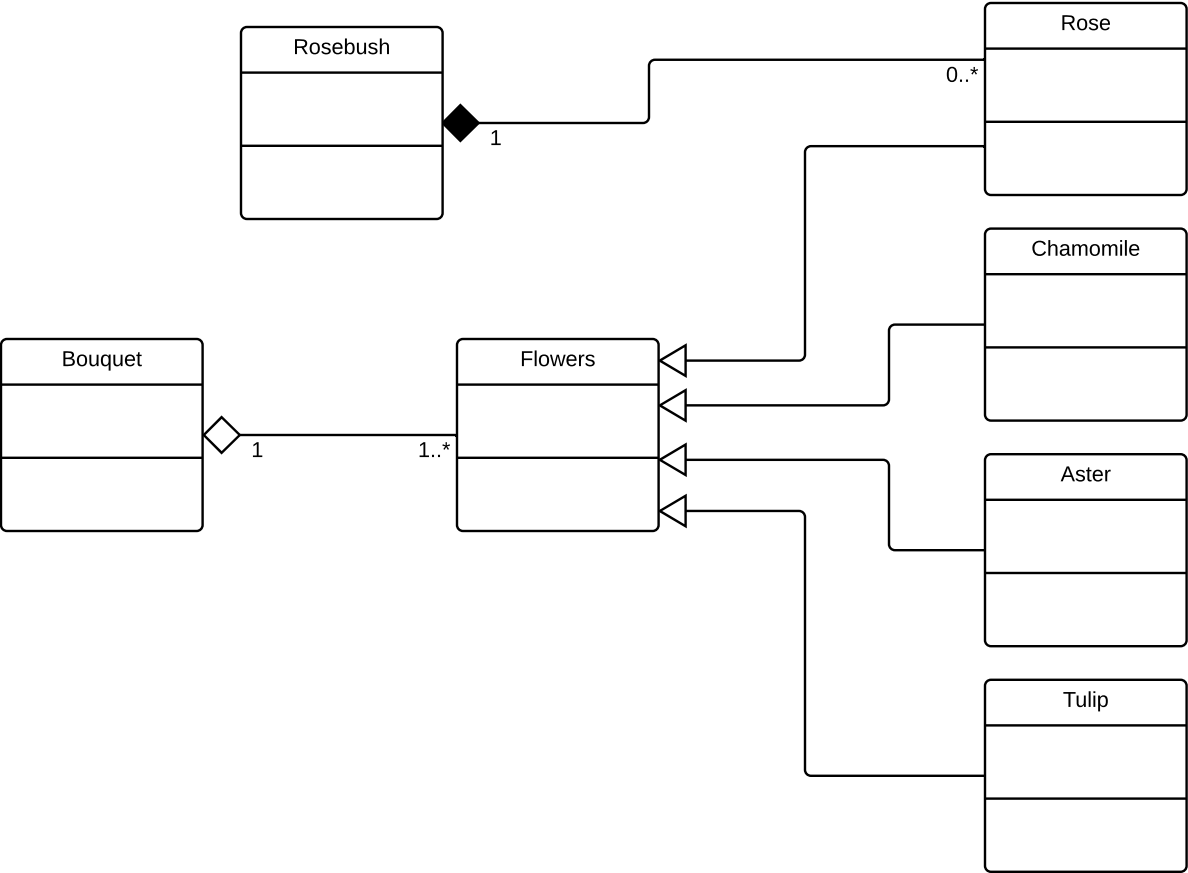 Rosebush
Rose
0..*
1
Chamomile
Bouquet
Flowers
1
1..*
Aster
Tulip